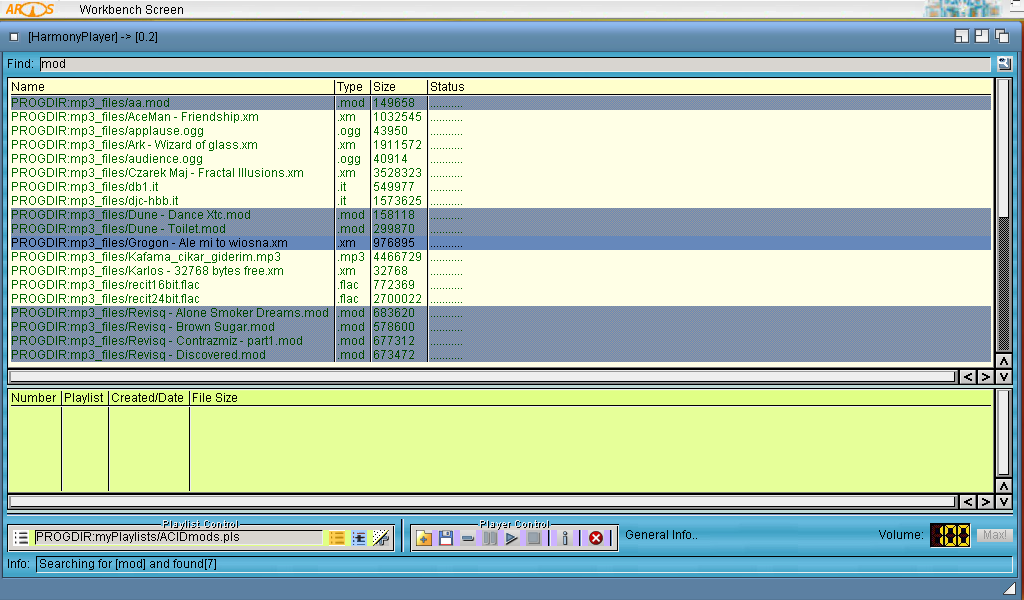 AROS Workbench Screen
[HarmonyPlayer] -> [0.2]
Find: mod
Name Type Size Status
PROGDIR:mp3_files/aa.mod .mod 149658 ...........
PROGDIR:mp3_files/AceMan - Friendship.xm .xm 1032545 ...........
PROGDIR:mp3_files/applause.ogg .ogg 43950 ...........
PROGDIR:mp3_files/Ark - Wizard of glass.xm .xm 1911572 ...........
PROGDIR:mp3_files/audience.ogg .ogg 40914 ...........
PROGDIR:mp3_files/Czarek Maj - Fractal Illusions.xm .xm 3528323 ...........
PROGDIR:mp3_files/db1.it .it 549977 ...........
PROGDIR:mp3_files/djc-hbb.it .it 1573625 ...........
PROGDIR:mp3_files/Dune - Dance Xtc.mod .mod 158118 ...........
PROGDIR:mp3_files/Dune - Toilet.mod .mod 299870 ...........
PROGDIR:mp3_files/Grogon - Ale mi to wiosna.xm .xm 976895 ...........
PROGDIR:mp3_files/Kafama_cikar_giderim.mp3 .mp3 4466729 ...........
PROGDIR:mp3_files/Karlos - 32768 bytes free.xm .xm 32768 ...........
PROGDIR:mp3_files/recit16bit.flac .flac 772369 ...........
PROGDIR:mp3_files/recit24bit.flac .flac 2700022 ...........
PROGDIR:mp3_files/Revisq - Alone Smoker Dreams.mod .mod 683620 ...........
PROGDIR:mp3_files/Revisq - Brown Sugar.mod .mod 578600 ...........
PROGDIR:mp3_files/Revisq - Contrazmiz - part1.mod .mod 677312 ...........
PROGDIR:mp3_files/Revisq - Discovered.mod .mod 673472 ...........
Number Playlist Created/Date File Size
Playlist Control Player Control
PROGDIR:myPlaylists/ACIDmods.pls General Info.. Volume: 100 Max!
Info: Searching for [mod] and found[7]